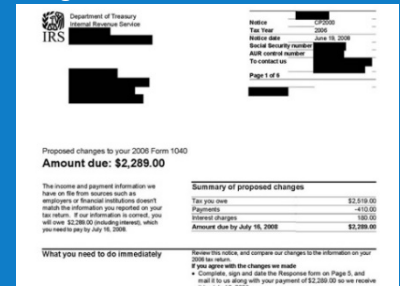 Department of Treasury
Internal Revenue Service
IRS
Notice CP2000
Tax Year 2006
Notice date June 19, 2008
Social Security number
AUR control number
To contact us
Page 1 of 6
Proposed changes to your 2006 Form 1040
Amount due: $2,289.00
The income and payment information we
have on file from sources such as
employers or financial institutions doesn't
match the information you reported on your
tax return. If our information is correct, you
will owe $2,289.00 (including interest), which
you need to pay by July 16, 2008.
Summary of proposed changes
Tax you owe $2,519.00
Payments -410.00
Interest charges 180.00
Amount due by July 16, 2008 $2,289.00
What you need to do immediately
Review this notice, and compare our changes to the information on your
2006 tax return.
If you agree with the changes we made
• Complete, sign and date the Response form on Page 5, and
mail it to us along with your payment of $2,289.00 so we receive